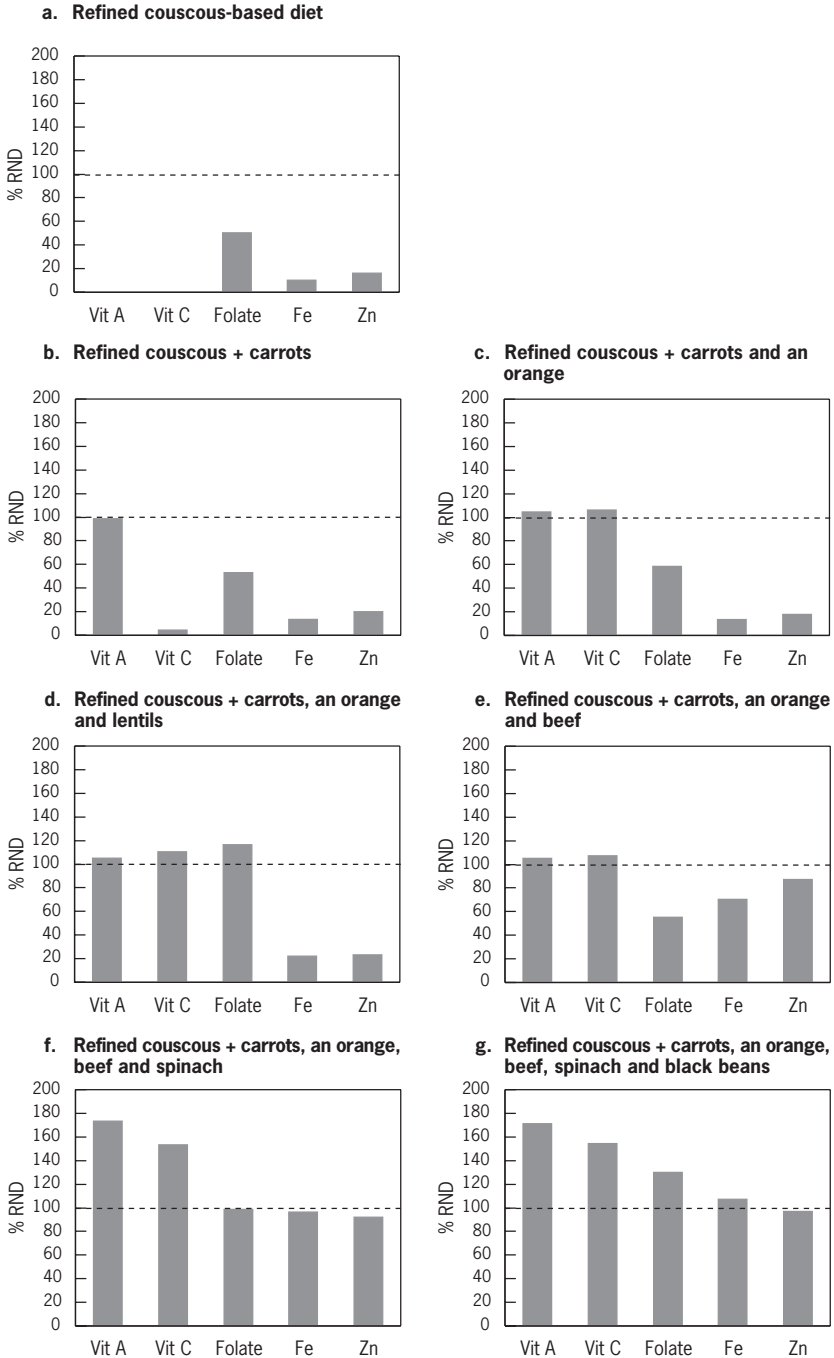 a. Refined couscous-based diet
200
180
160
140
120
100
80
60
40
20
0
% RND
Vit A Vit C Folate Fe Zn
b. Refined couscous + carrots
200
180
160
140
120
100
80
60
40
20
0
% RND
Vit A Vit C Folate Fe Zn
c. Refined couscous + carrots and an
orange
200
180
160
140
120
100
80
60
40
20
0
% RND
Vit A Vit C Folate Fe Zn
d. Refined couscous + carrots, an orange
and lentils
200
180
160
140
120
100
80
60
40
20
0
% RND
Vit A Vit C Folate Fe Zn
e. Refined couscous + carrots, an orange
and beef
200
180
160
140
120
100
80
60
40
20
0
% RND
Vit A Vit C Folate Fe Zn
f. Refined couscous + carrots, an orange,
beef and spinach
200
180
160
140
120
100
80
60
40
20
0
% RND
Vit A Vit C Folate Fe Zn
g. Refined couscous + carrots, an orange,
beef, spinach and black beans
200
180
160
140
120
100
80
60
40
20
0
% RND
Vit A Vit C Folate Fe Zn